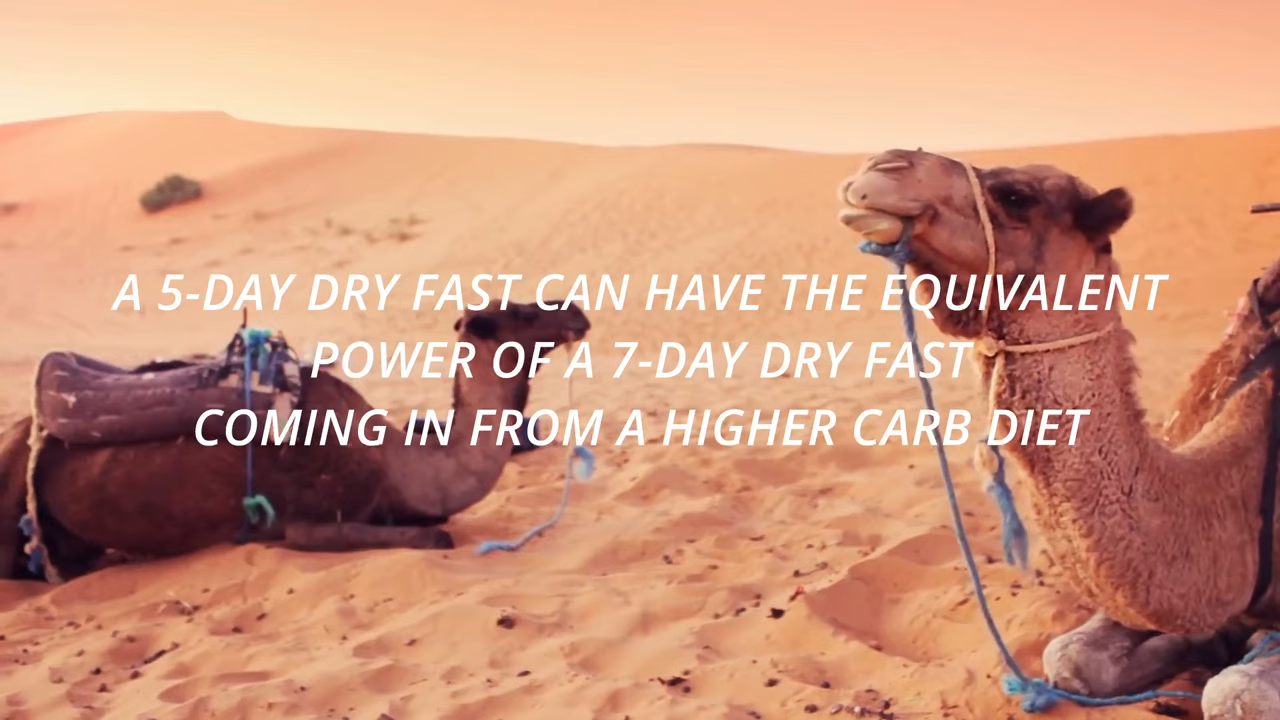 A 5-DAY DRY FAST CAN HAVE THE EQUIVALENT
POWER OF A 7-DAY DRY FAST
COMING IN FROM A HIGHER CARB DIET